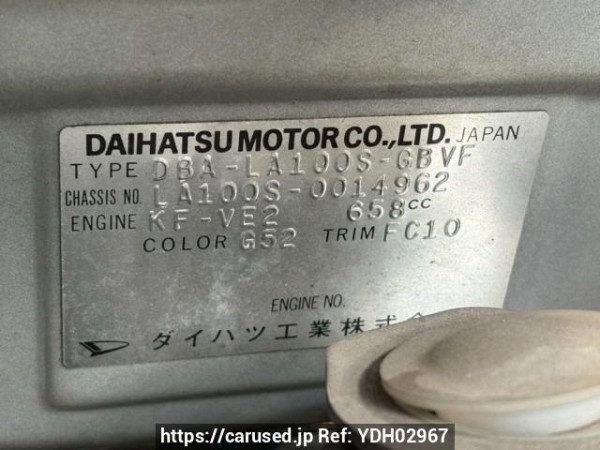 DAIHATSU MOTOR CO.,LTD. JAPAN
TYPE DBA-LA100S-GBVF
CHASSIS NO. LA100S-0014962
ENGINE KF-VE2 658cc
COLOR G52 TRIM FC10
ENGINE NO.
ダイハツ工業株式会
https://carused.jp Ref: YDH02967